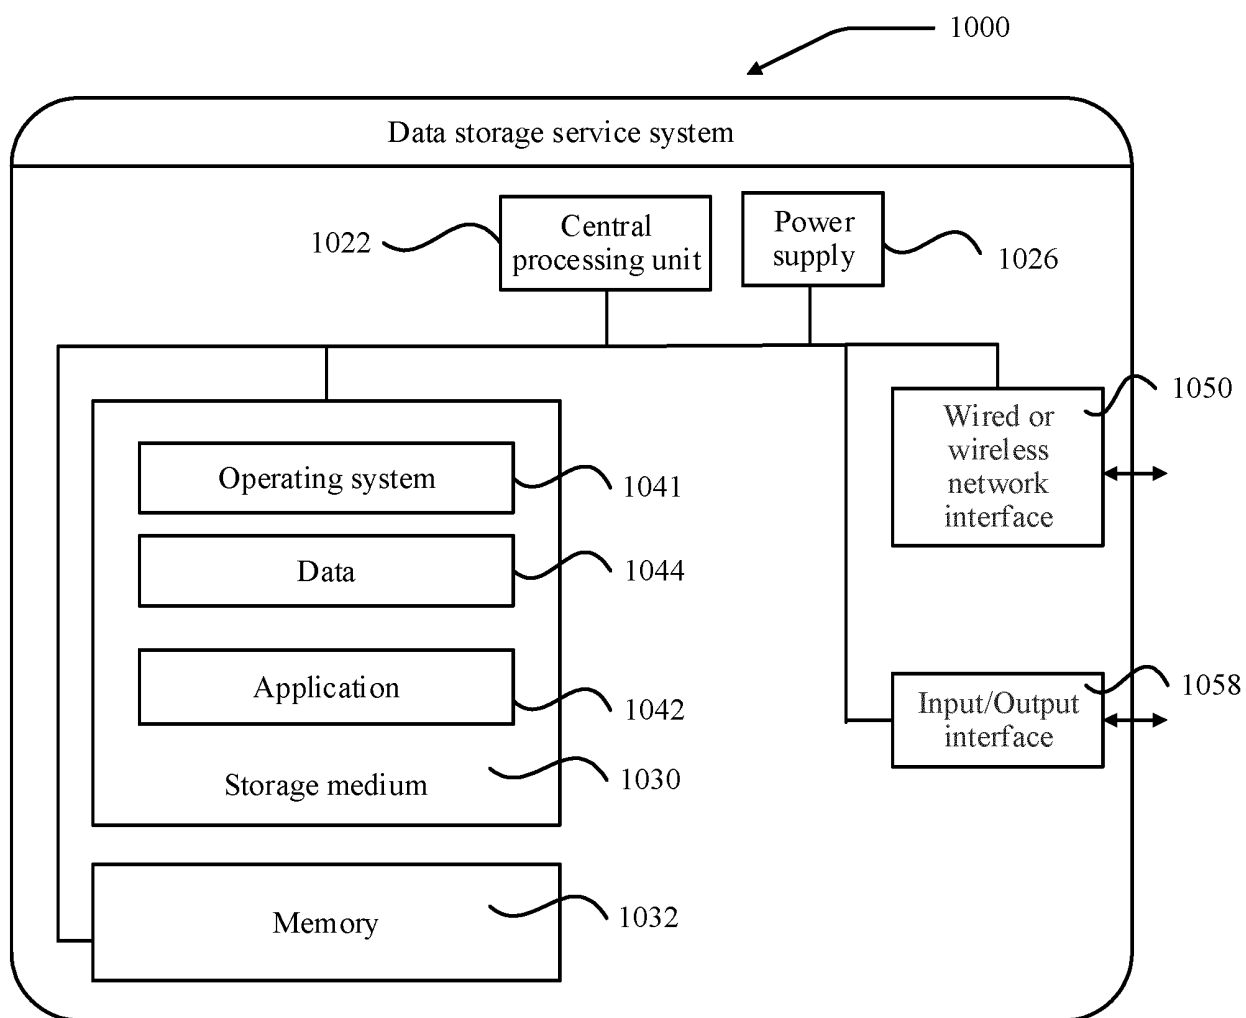 1000
Data storage service system
1022
Central
processing unit
Power
supply
1026
1050
Wired or
wireless
network
interface
Operating system
1041
Data
1044
Application
1042
Storage medium
1030
1058
Input/Output
interface
Memory
1032